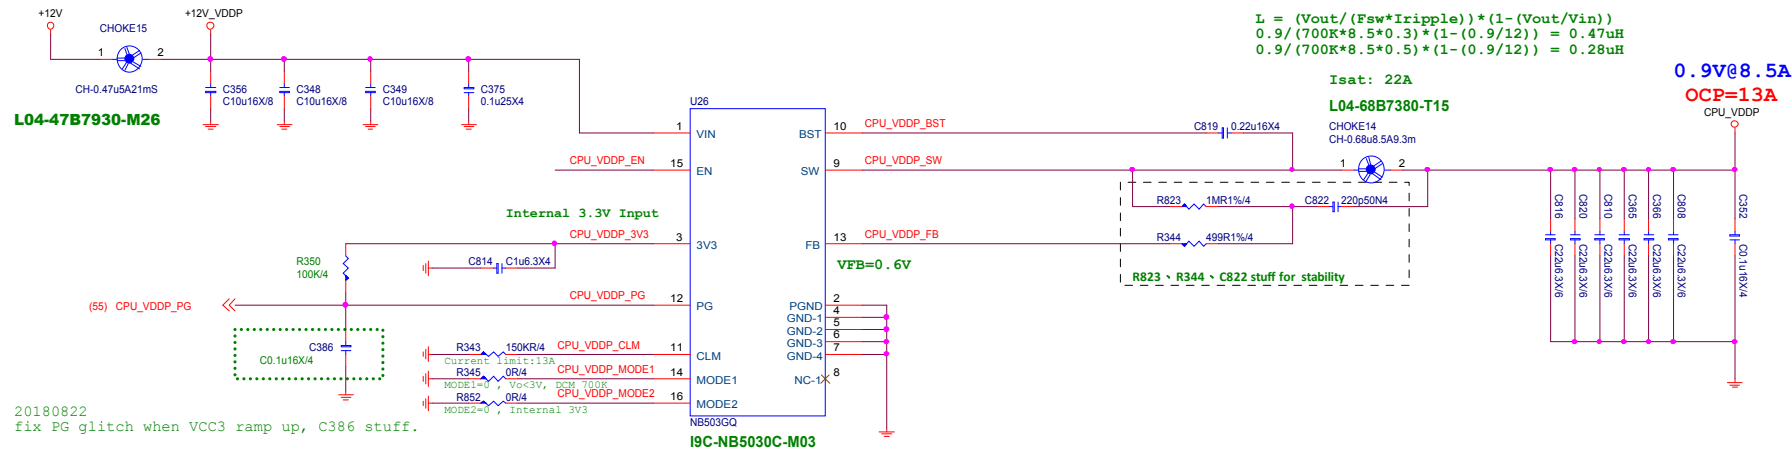 +12V
+12V_VDDP
CHOKE15
1
2
CH-0.47u5A21mS
L04-47B7930-M26
C356
C10u16X/8
C348
C10u16X/8
C349
C10u16X/8
C375
0.1u25X4
L = (Vout/(Fsw*Iripple))*(1-(Vout/Vin))
0.9/(700K*8.5*0.3)*(1-(0.9/12)) = 0.47uH
0.9/(700K*8.5*0.5)*(1-(0.9/12)) = 0.28uH
Isat: 22A
L04-68B7380-T15
CHOKE14
CH-0.68u8.5A9.3m
1
2
0.9V@8.5A
OCP=13A
CPU_VDDP
U26
1
VIN
BST
10
CPU_VDDP_BST
C819
0.22u16X4
CPU_VDDP_EN
15
EN
SW
9
CPU_VDDP_SW
Internal 3.3V Input
CPU_VDDP_3V3
3
3V3
FB
13
CPU_VDDP_FB
VFB=0.6V
R823
1MR1%/4
C822
220p50N4
R344
499R1%/4
R823、R344、C822 stuff for stability
C816
C22u6.3X/6
C820
C22u6.3X/6
C810
C22u6.3X/6
C365
C22u6.3X/6
C366
C22u6.3X/6
C808
C22u6.3X/6
C352
C0.1u16X/4
R350
100K/4
C814
C1u6.3X4
(55) CPU_VDDP_PG
CPU_VDDP_PG
12
PG
PGND
2
GND-1
4
GND-2
5
GND-3
6
GND-4
7
NC-1
8
C386
C0.1u16X/4
R343
150KR/4
CPU_VDDP_CLM
11
CLM
Current limit:13A
R345
0R/4
CPU_VDDP_MODE1
14
MODE1
MODE1=0 , Vo<3V, DCM 700K
R852
0R/4
CPU_VDDP_MODE2
16
MODE2
MODE2=0 , Internal 3V3
NB503GQ
I9C-NB5030C-M03
20180822
fix PG glitch when VCC3 ramp up, C386 stuff.